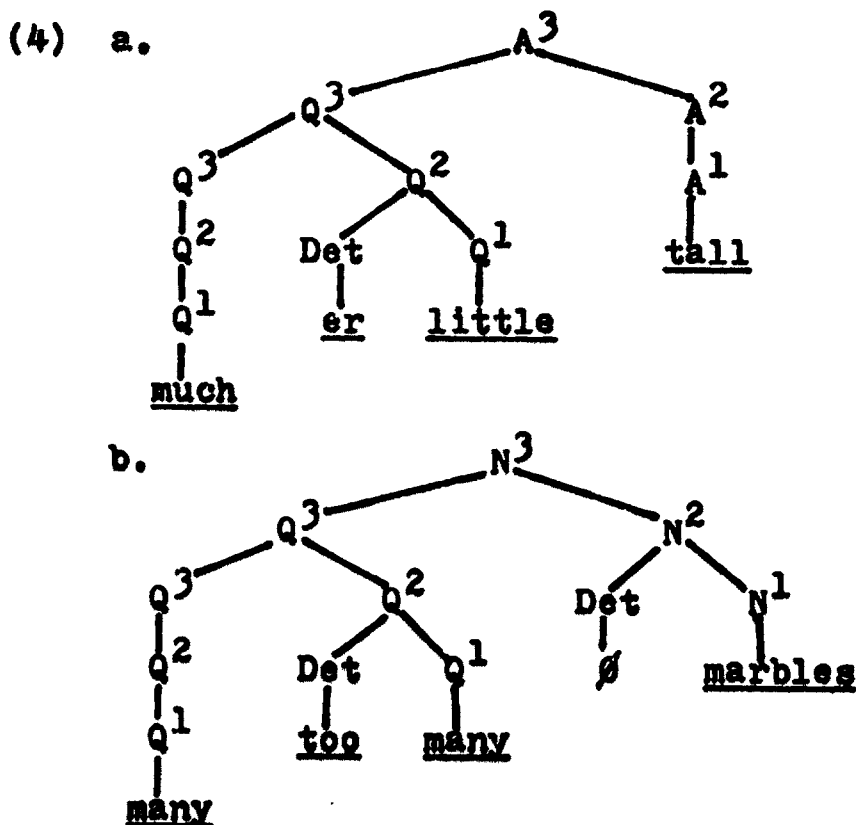 (4) a. A³
Q³ A²
Q³ Q² A¹
Q² Det Q¹ tall
Q¹ er little
much
b. N³
Q³ N²
Q³ Q² Det N¹
Q² Det Q¹ ø marbles
Q¹ too many
many